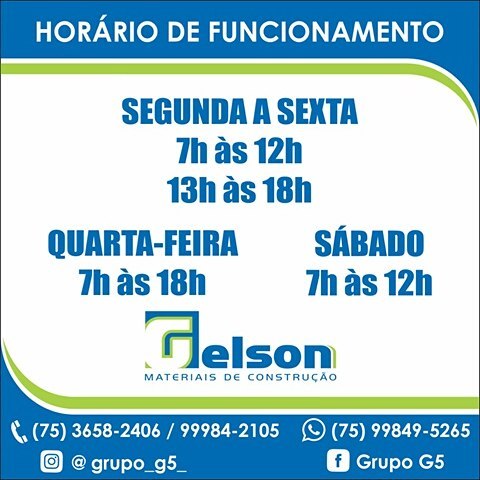 HORÁRIO DE FUNCIONAMENTO
SEGUNDA A SEXTA
7h às 12h
13h às 18h
QUARTA-FEIRA
7h às 18h
SÁBADO
7h às 12h
Gelson
MATERIAIS DE CONSTRUÇÃO
(75) 3658-2406 / 99984-2105 (75) 99849-5265
@grupo_g5_ Grupo G5